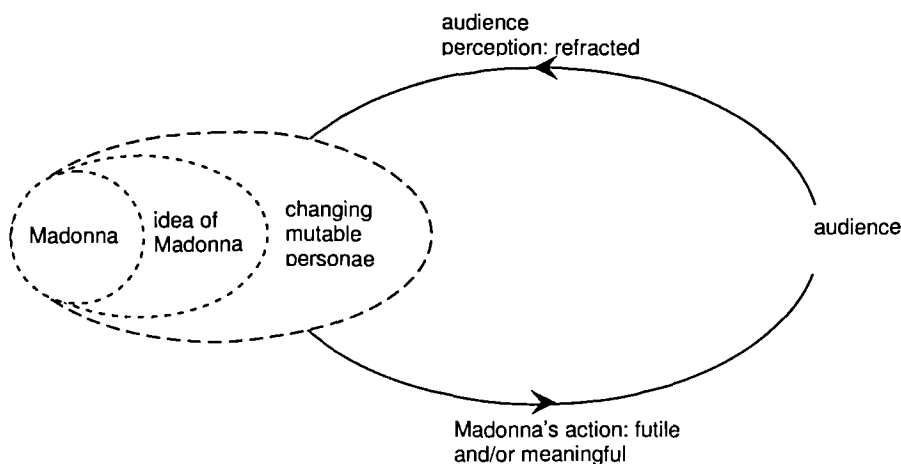 audience
perception: refracted
Madonna
idea of
Madonna
changing
mutable
personae
audience
Madonna's action: futile
and/or meaningful